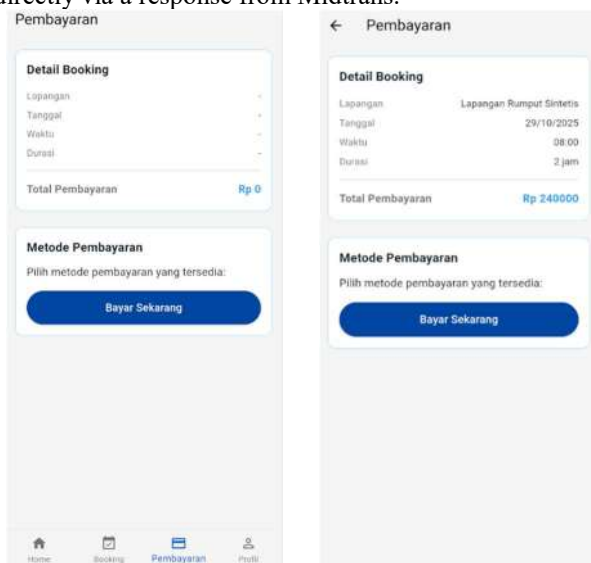 directly via a response from Midtrans.
Pembayaran
Detail Booking
Lapangan -
Tanggal -
Waktu -
Durasi -
Total Pembayaran Rp 0
Metode Pembayaran
Pilih metode pembayaran yang tersedia:
Bayar Sekarang
Home Booking Pembayaran Profil
← Pembayaran
Detail Booking
Lapangan Lapangan Rumput Sintetis
Tanggal 29/10/2025
Waktu 08:00
Durasi 2 jam
Total Pembayaran Rp 240000
Metode Pembayaran
Pilih metode pembayaran yang tersedia:
Bayar Sekarang